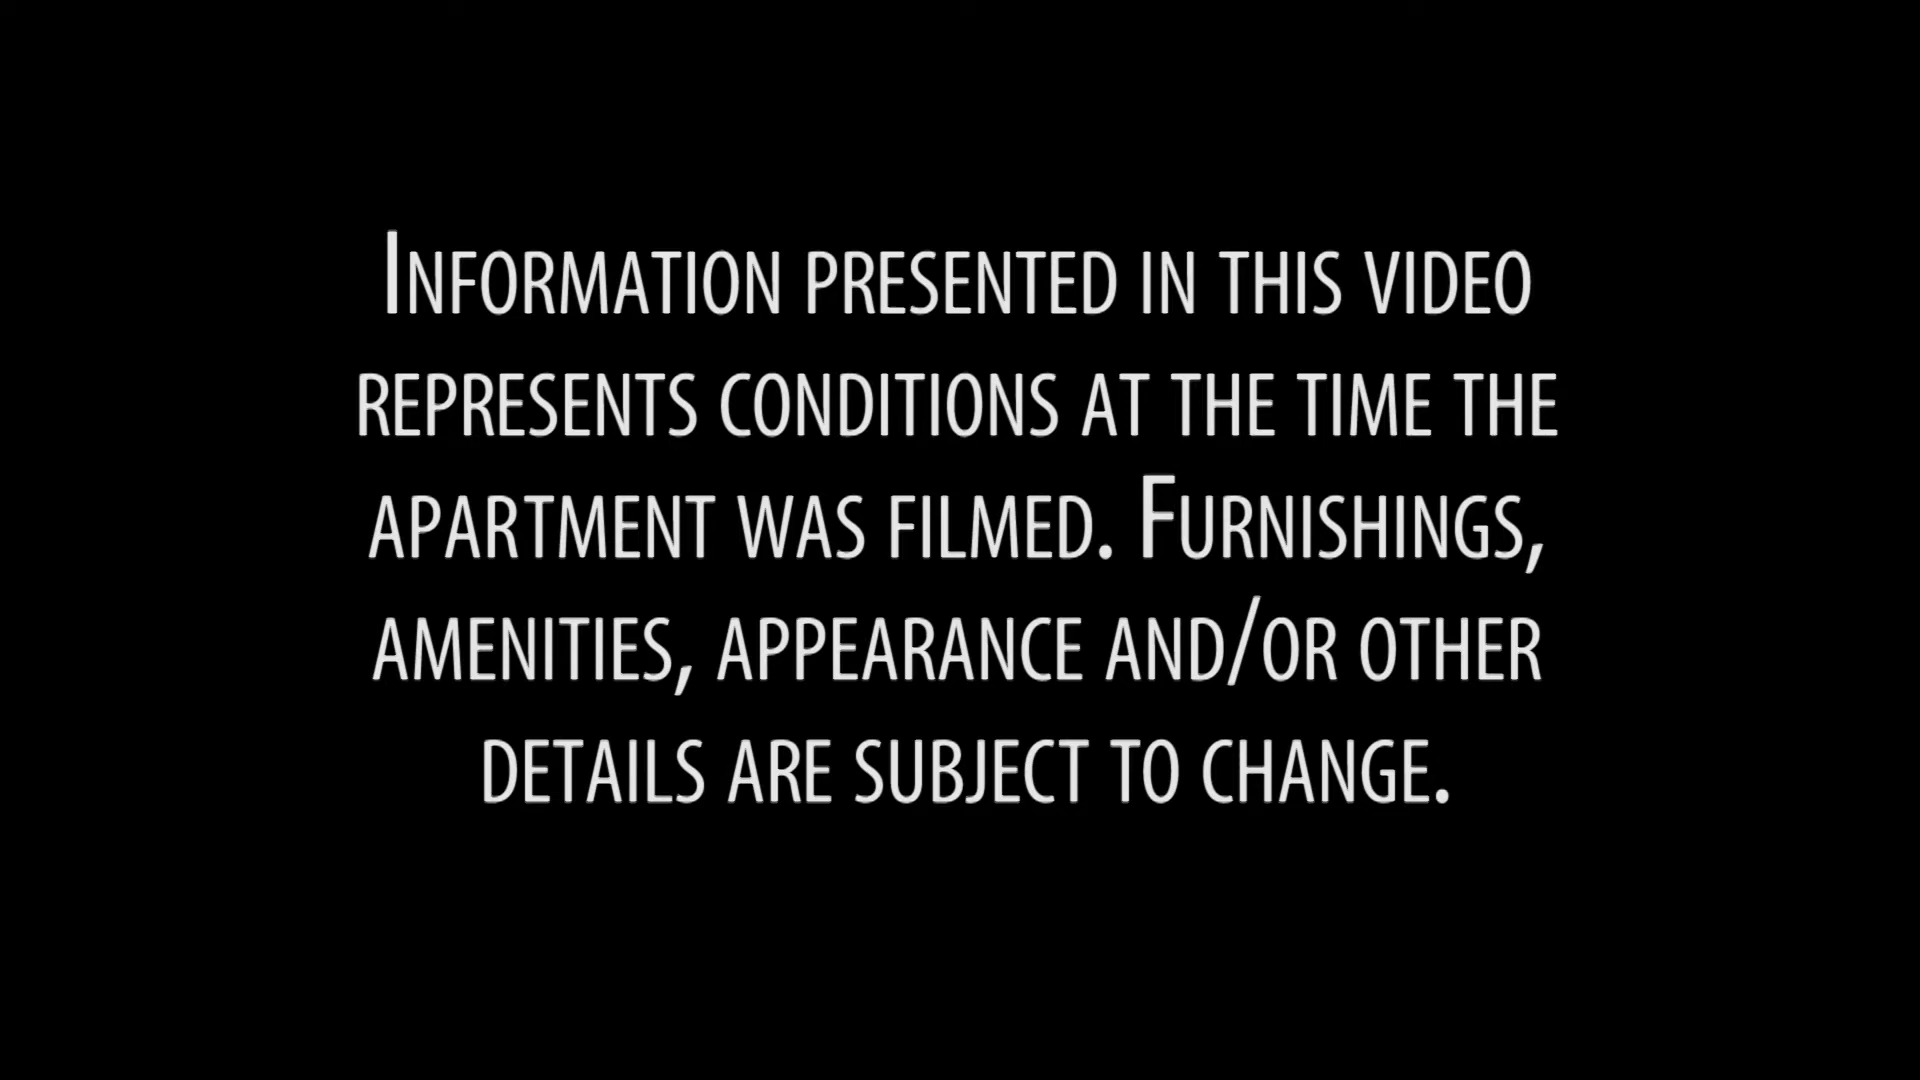 Information presented in this video
represents conditions at the time the
apartment was filmed. Furnishings,
amenities, appearance and/or other
details are subject to change.